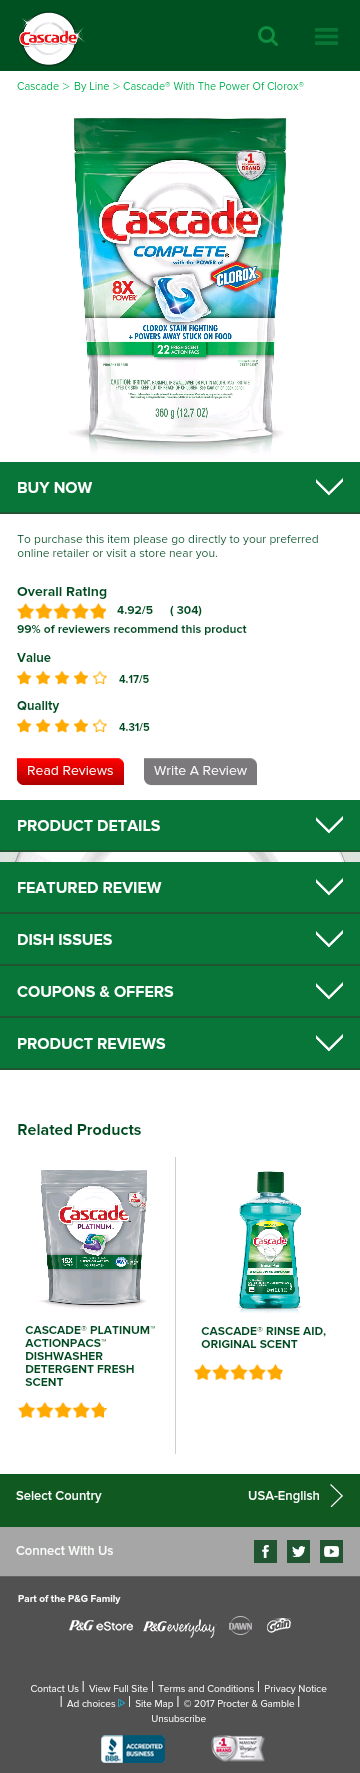 Cascade
Cascade > By Line > Cascade® With The Power Of Clorox®
#1
BRAND
Cascade
COMPLETE®
with the POWER of
CLOROX
8X
POWER*
CLOROX STAIN FIGHTING
+ POWERS AWAY STUCK ON FOOD
22 FRESH SCENT
ACTION PACS
360 g (12.7 OZ)
BUY NOW
To purchase this item please go directly to your preferred
online retailer or visit a store near you.
Overall Rating
4.92/5 ( 304)
99% of reviewers recommend this product
Value
4.17/5
Quality
4.31/5
Read Reviews Write A Review
PRODUCT DETAILS
FEATURED REVIEW
DISH ISSUES
COUPONS & OFFERS
PRODUCT REVIEWS
Related Products
Cascade
PLATINUM
Cascade
CASCADE® PLATINUM™
ACTIONPACS™
DISHWASHER
DETERGENT FRESH
SCENT
CASCADE® RINSE AID,
ORIGINAL SCENT
Select Country USA-English
Connect With Us
Part of the P&G Family
P&G eStore P&G everyday DAWN Gain
Contact Us | View Full Site | Terms and Conditions | Privacy Notice
| Ad choices | Site Map | © 2017 Procter & Gamble |
Unsubscribe
BBB ACCREDITED
BUSINESS
#1